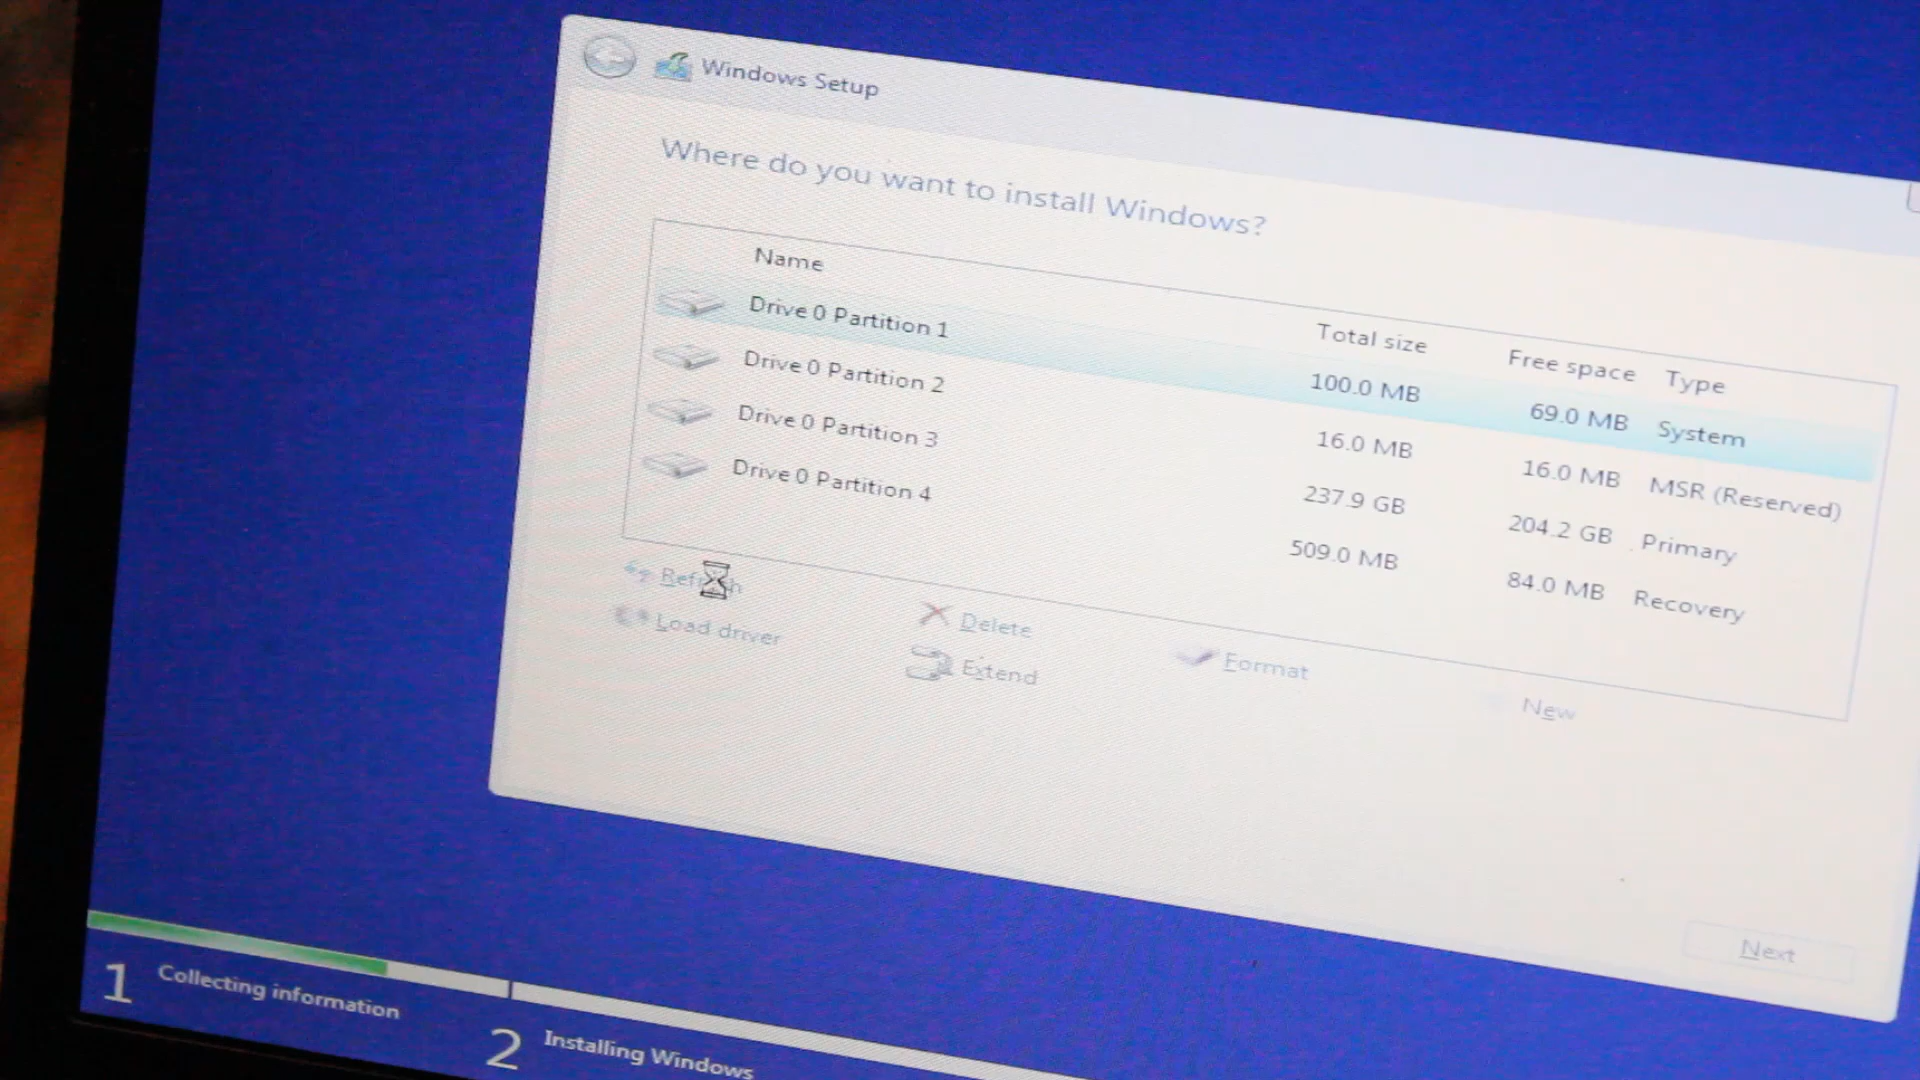 Windows Setup
Where do you want to install Windows?
Name Total size Free space Type
Drive 0 Partition 1 100.0 MB 69.0 MB System
Drive 0 Partition 2 16.0 MB 16.0 MB MSR (Reserved)
Drive 0 Partition 3 237.9 GB 204.2 GB Primary
Drive 0 Partition 4 509.0 MB 84.0 MB Recovery
Refresh Delete Format New
Load driver Extend
Next
1 Collecting information
2 Installing Windows